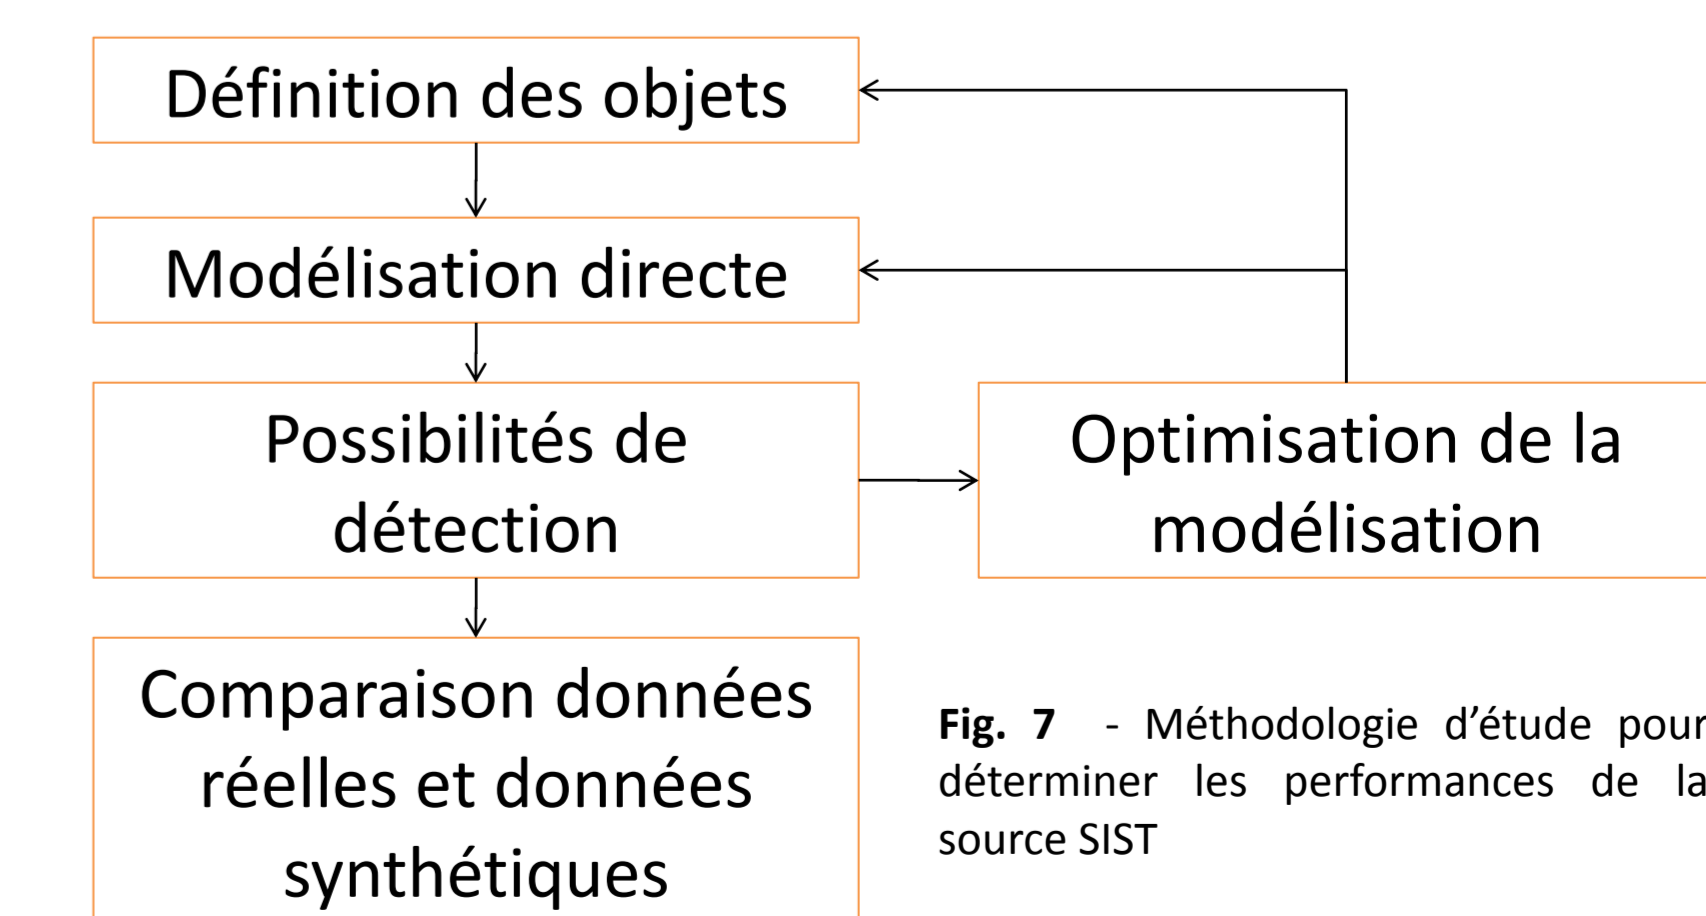 Définition des objets
Modélisation directe
Possibilités de
détection
Optimisation de la
modélisation
Comparaison données
réelles et données
synthétiques
Fig. 7 - Méthodologie d’étude pour
déterminer les performances de la
source SIST